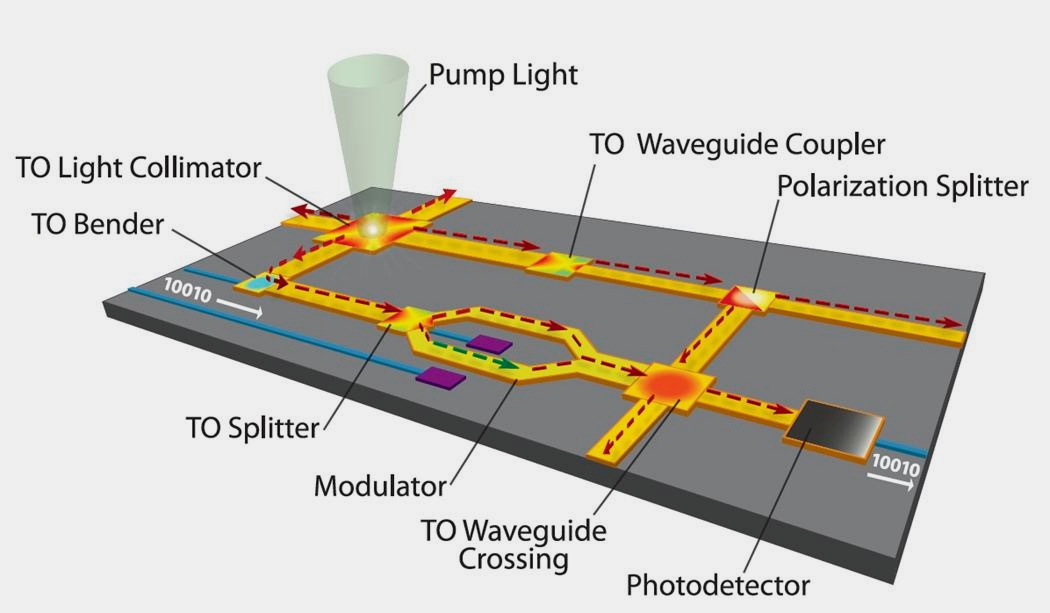 Pump Light
TO Waveguide Coupler
TO Light Collimator
Polarization Splitter
TO Bender
10010
TO Splitter
Modulator
10010
TO Waveguide
Crossing
Photodetector